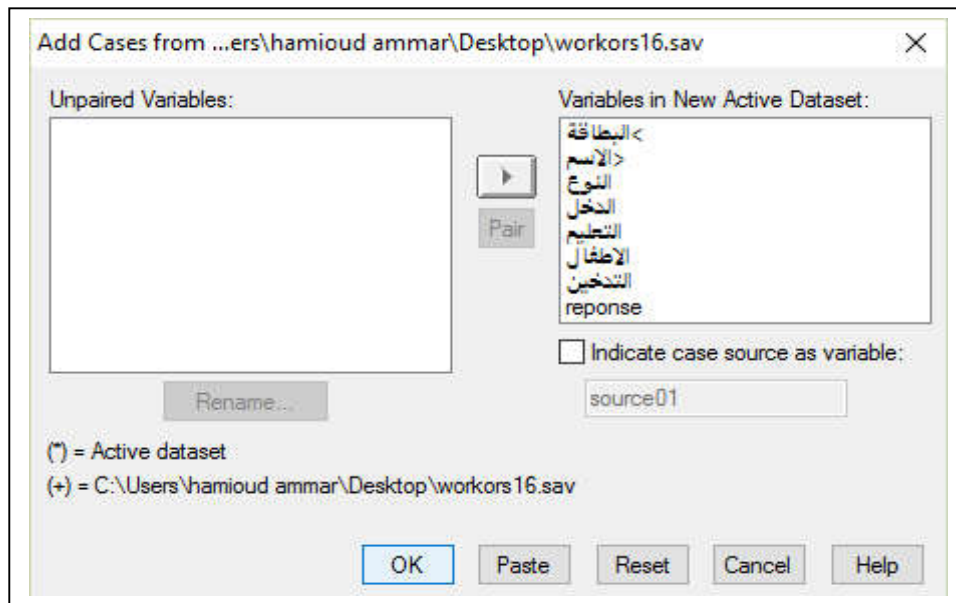 Add Cases from ...ers\hamioud ammar\Desktop\workors16.sav
Unpaired Variables:
Variables in New Active Dataset:
البطاقة<
الاسم>
النوع
الدخل
التعليم
الاطفال
التدخين
reponse
Pair
Indicate case source as variable:
source01
Rename...
(*) = Active dataset
(+) = C:\Users\hamioud ammar\Desktop\workors16.sav
OK Paste Reset Cancel Help